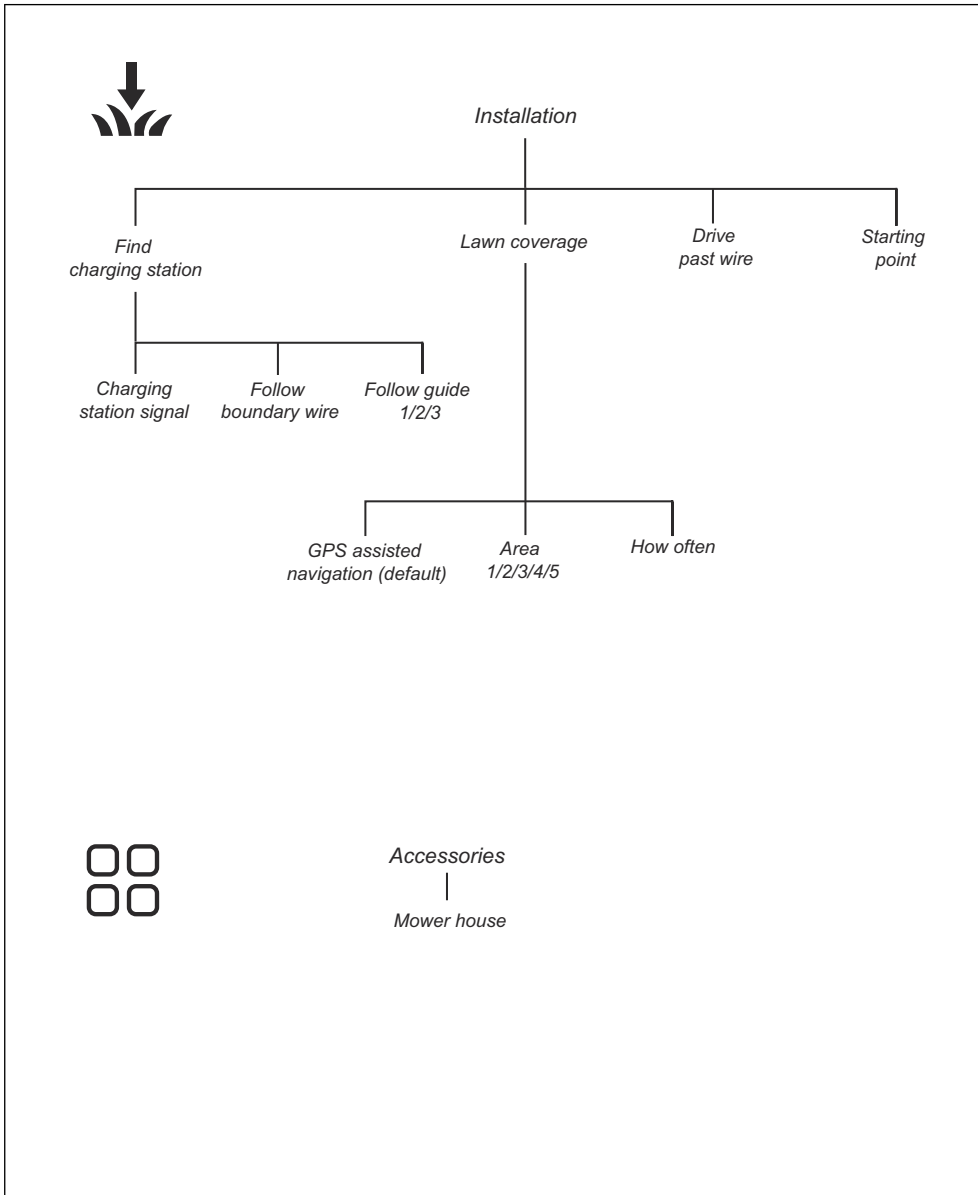 Installation
Find
charging station
Lawn coverage
Drive
past wire
Starting
point
Charging
station signal
Follow
boundary wire
Follow guide
1/2/3
GPS assisted
navigation (default)
Area
1/2/3/4/5
How often
Accessories
Mower house